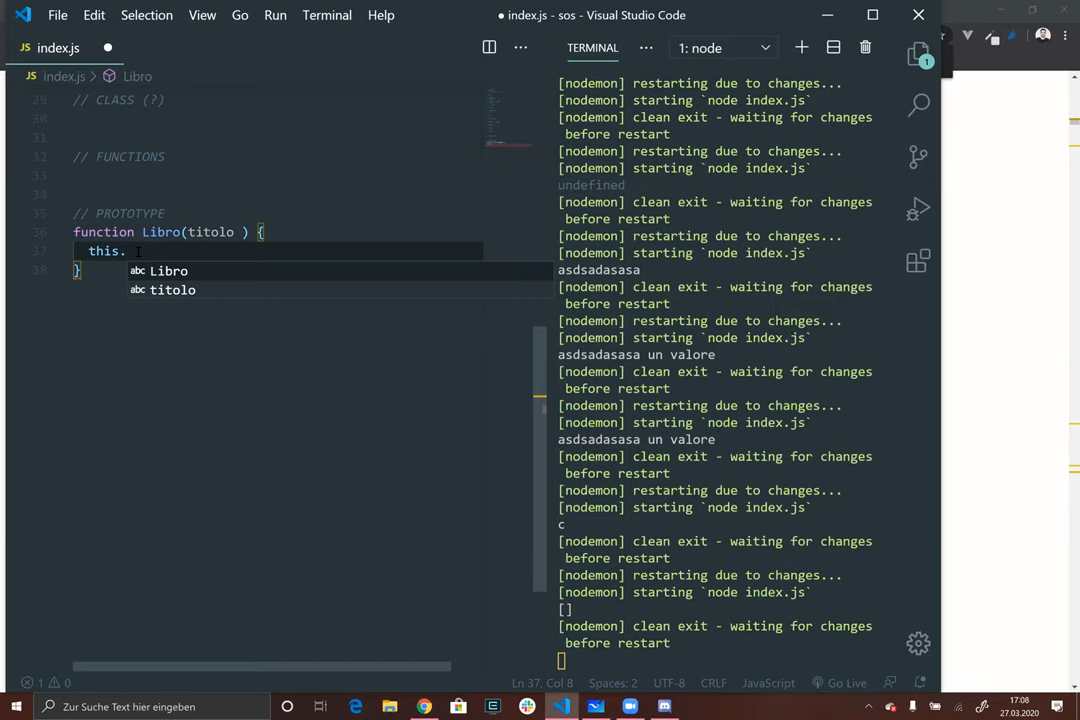 File Edit Selection View Go Run Terminal Help
● index.js - sos - Visual Studio Code
JS index.js ●
TERMINAL ··· 1: node
JS index.js > Libro
1
29 // CLASS (?)
30
31
32 // FUNCTIONS
33
34
35 // PROTOTYPE
36 function Libro(titolo ) {
37 this.
38 }
abc Libro
abc titolo
[nodemon] restarting due to changes...
[nodemon] starting `node index.js`
[nodemon] clean exit - waiting for changes
before restart
[nodemon] restarting due to changes...
[nodemon] starting `node index.js`
undefined
[nodemon] clean exit - waiting for changes
before restart
[nodemon] restarting due to changes...
[nodemon] starting `node index.js`
asdsadasasa
[nodemon] clean exit - waiting for changes
before restart
[nodemon] restarting due to changes...
[nodemon] starting `node index.js`
asdsadasasa un valore
[nodemon] clean exit - waiting for changes
before restart
[nodemon] restarting due to changes...
[nodemon] starting `node index.js`
asdsadasasa un valore
[nodemon] clean exit - waiting for changes
before restart
[nodemon] restarting due to changes...
[nodemon] starting `node index.js`
c
[nodemon] clean exit - waiting for changes
before restart
[nodemon] restarting due to changes...
[nodemon] starting `node index.js`
[]
[nodemon] clean exit - waiting for changes
before restart
1 0 Ln 37, Col 8 Spaces: 2 UTF-8 CRLF JavaScript Go Live
Zur Suche Text hier eingeben
17:08
27.03.2020